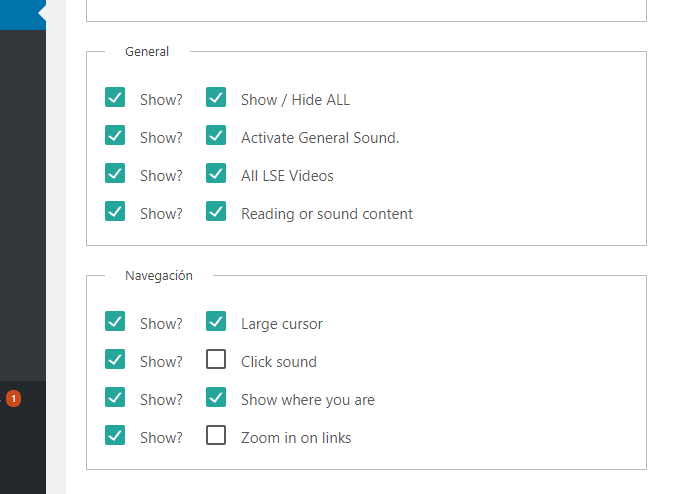 General
Show? Show / Hide ALL
Show? Activate General Sound.
Show? All LSE Videos
Show? Reading or sound content
Navegación
Show? Large cursor
Show? Click sound
Show? Show where you are
Show? Zoom in on links
1